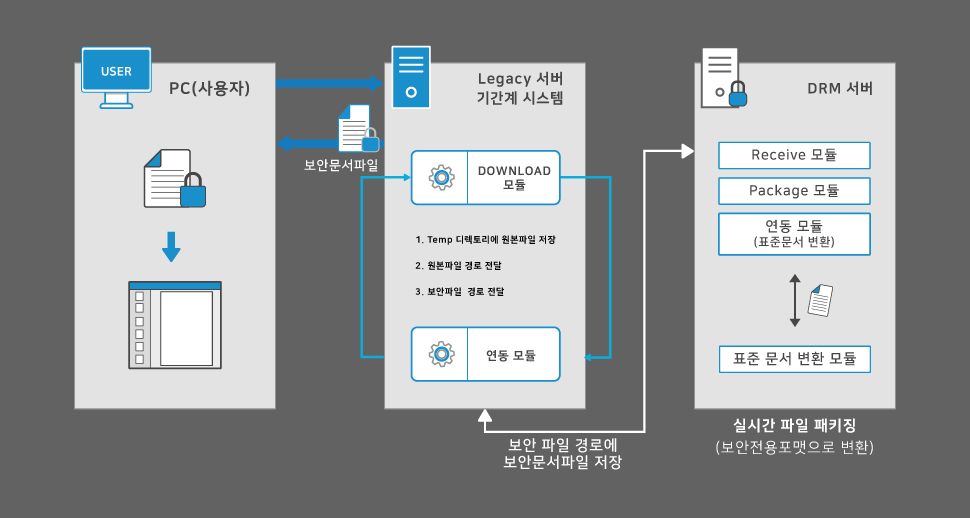 USER
PC(사용자)
보안문서파일
Legacy 서버
기간계 시스템
DOWNLOAD
모듈
1. Temp 디렉토리에 원본파일 저장
2. 원본파일 경로 전달
3. 보안파일 경로 전달
연동 모듈
보안 파일 경로에
보안문서파일 저장
DRM 서버
Receive 모듈
Package 모듈
연동 모듈
(표준문서 변환)
표준 문서 변환 모듈
실시간 파일 패키징
(보안전용포맷으로 변환)